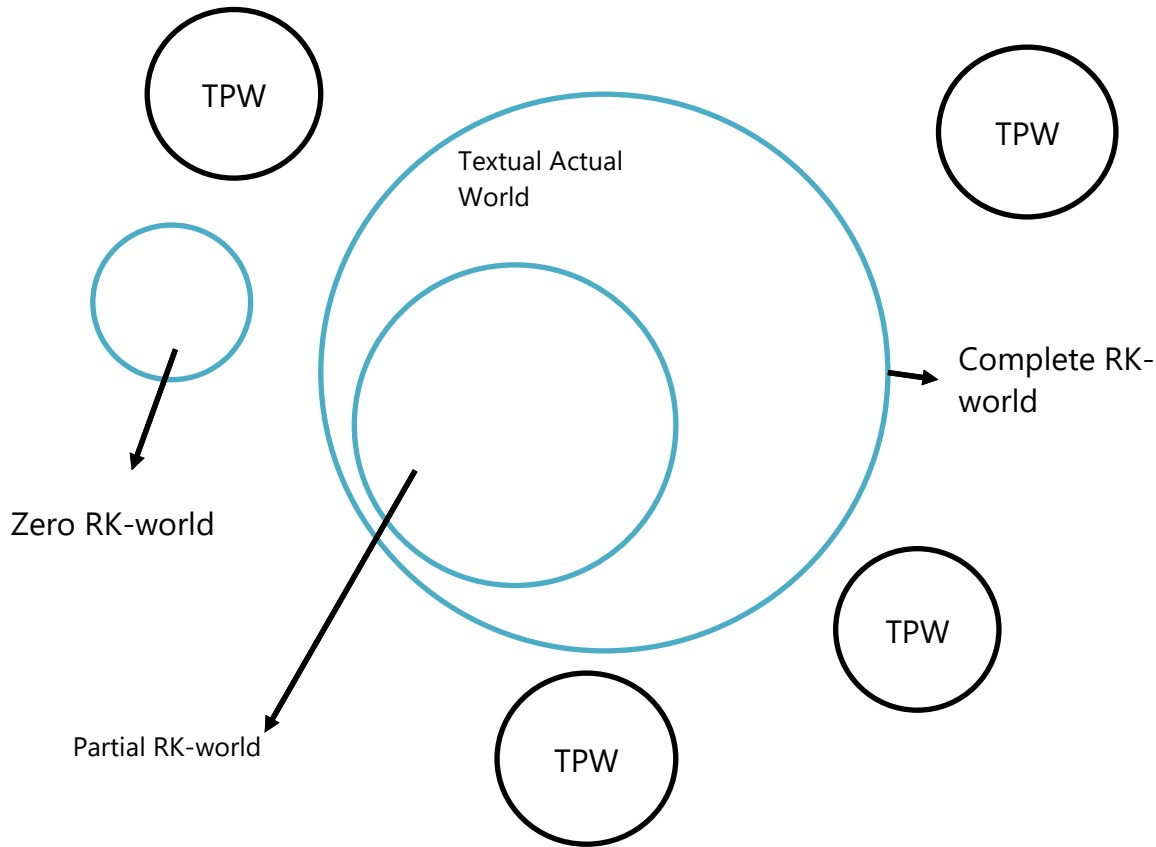 TPW
TPW
Textual Actual
World
Complete RK-
world
Zero RK-world
TPW
Partial RK-world
TPW